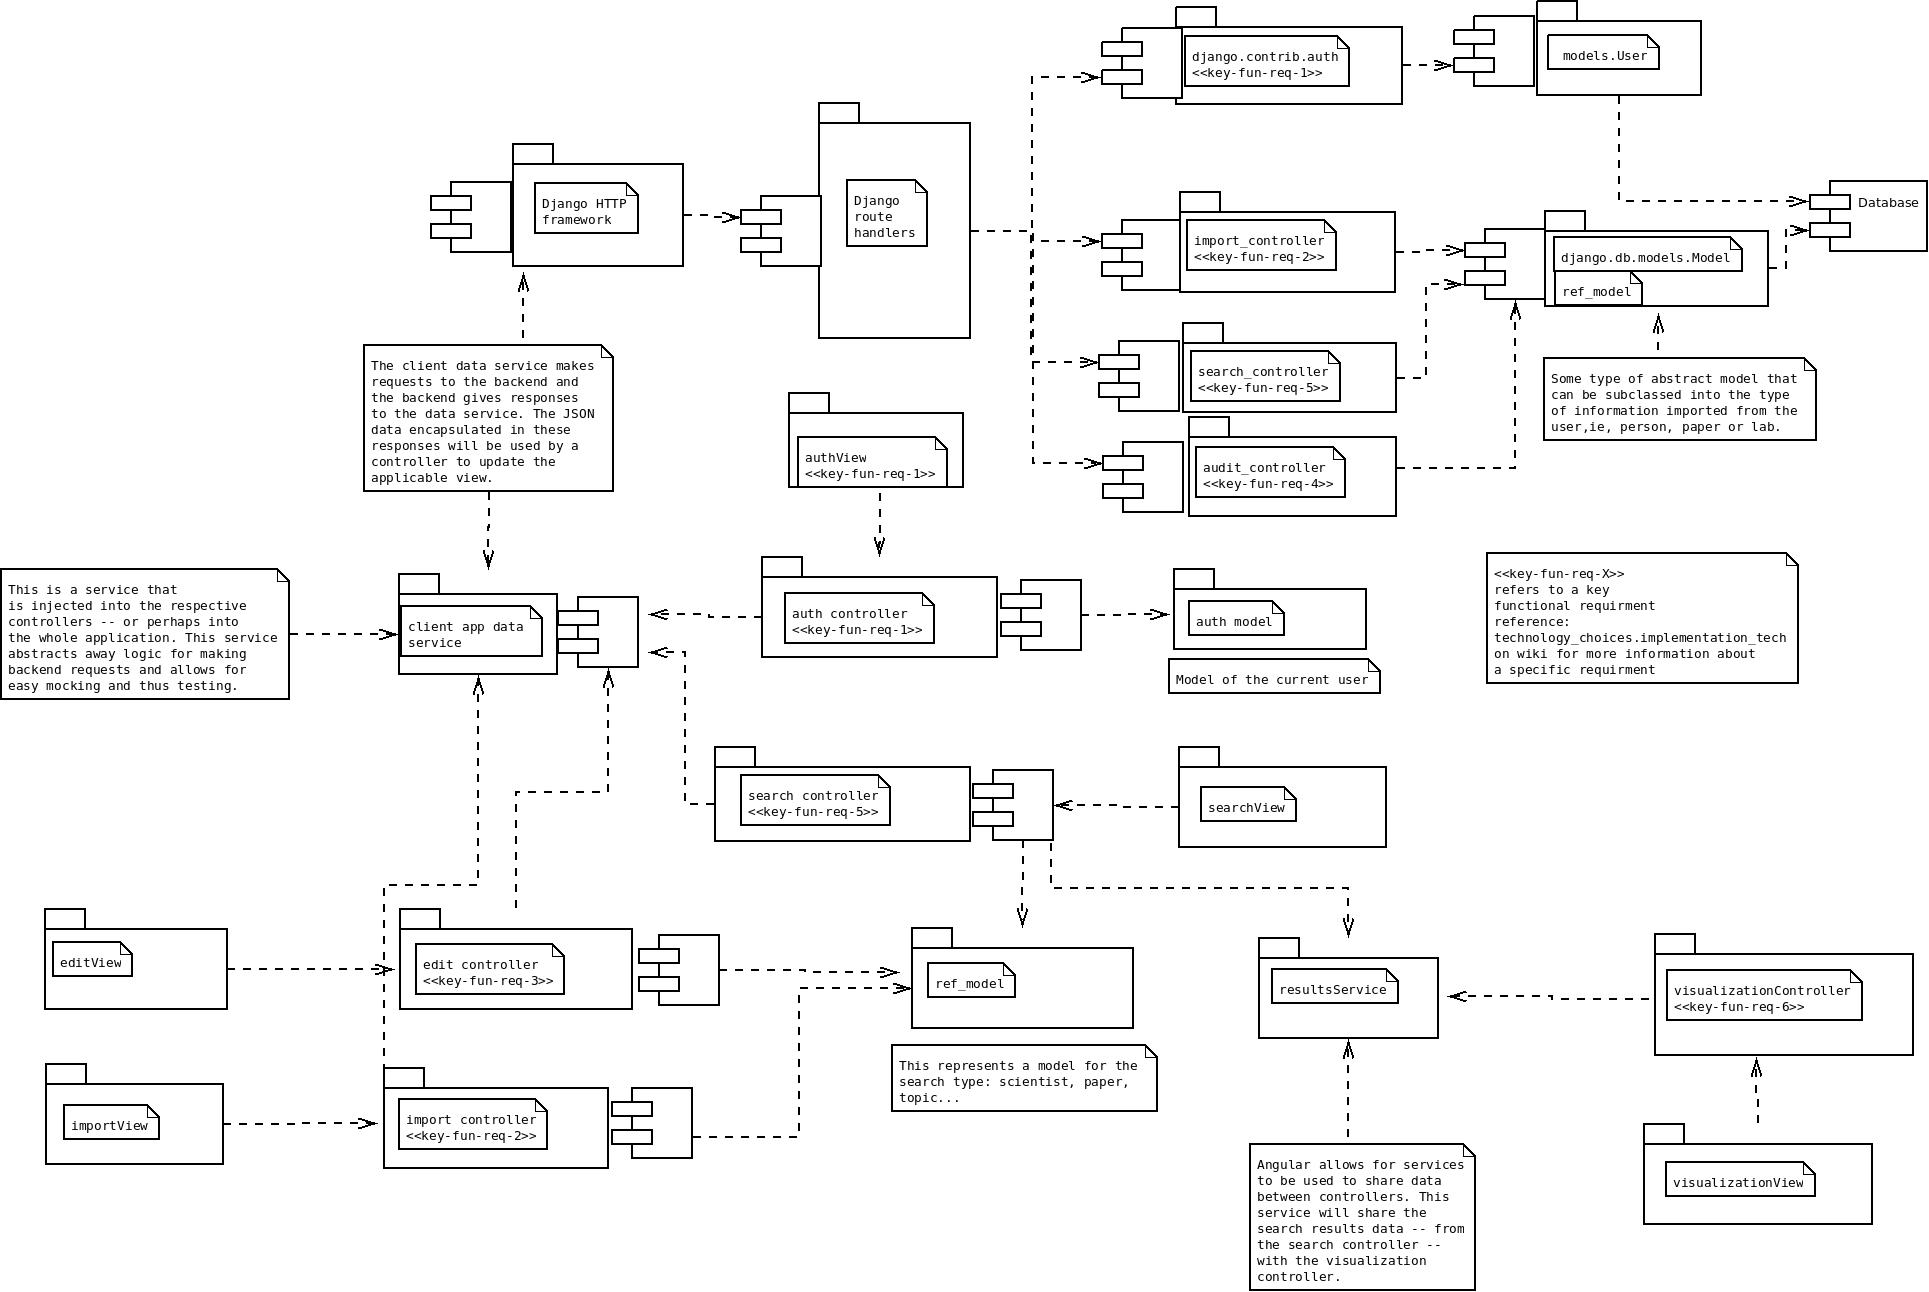 django.contrib.auth
<<key-fun-req-1>>
models.User
Django HTTP
framework
Django
route
handlers
Database
import_controller
<<key-fun-req-2>>
django.db.models.Model
ref_model
search_controller
<<key-fun-req-5>>
audit_controller
<<key-fun-req-4>>
Some type of abstract model that
can be subclassed into the type
of information imported from the
user,ie, person, paper or lab.
The client data service makes
requests to the backend and
the backend gives responses
to the data service. The JSON
data encapsulated in these
responses will be used by a
controller to update the
applicable view.
authView
<<key-fun-req-1>>
This is a service that
is injected into the respective
controllers -- or perhaps into
the whole application. This service
abstracts away logic for making
backend requests and allows for
easy mocking and thus testing.
client app data
service
auth controller
<<key-fun-req-1>>
auth model
Model of the current user
<<key-fun-req-X>>
refers to a key
functional requirment
reference:
technology_choices.implementation_tech
on wiki for more information about
a specific requirment
search controller
<<key-fun-req-5>>
searchView
editView
edit controller
<<key-fun-req-3>>
ref_model
resultsService
visualizationController
<<key-fun-req-6>>
This represents a model for the
search type: scientist, paper,
topic...
importView
import controller
<<key-fun-req-2>>
Angular allows for services
to be used to share data
between controllers. This
service will share the
search results data -- from
the search controller --
with the visualization
controller.
visualizationView